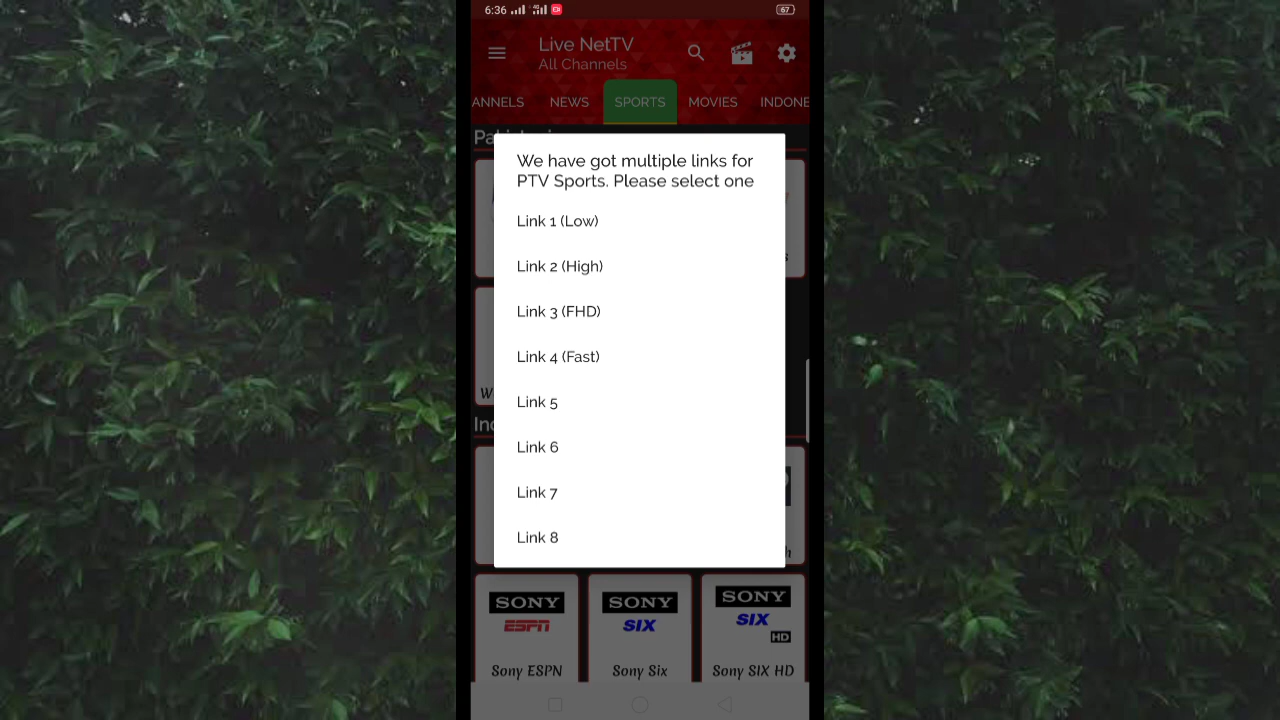 6:36
67
Live NetTV
All Channels
ANNELS NEWS SPORTS MOVIES INDONE
We have got multiple links for
PTV Sports. Please select one
Link 1 (Low)
Link 2 (High)
Link 3 (FHD)
Link 4 (Fast)
Link 5
Link 6
Link 7
Link 8
SONY SONY SONY
ESPN SIX SIX
HD
Sony ESPN Sony Six Sony SIX HD